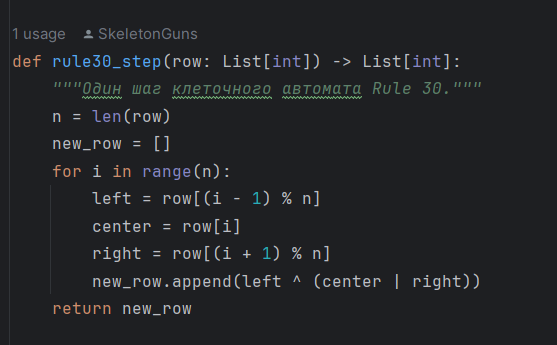 1 usage SkeletonGuns
def rule30_step(row: List[int]) -> List[int]:
    """Один шаг клеточного автомата Rule 30."""
    n = len(row)
    new_row = []
    for i in range(n):
        left = row[(i - 1) % n]
        center = row[i]
        right = row[(i + 1) % n]
        new_row.append(left ^ (center | right))
    return new_row